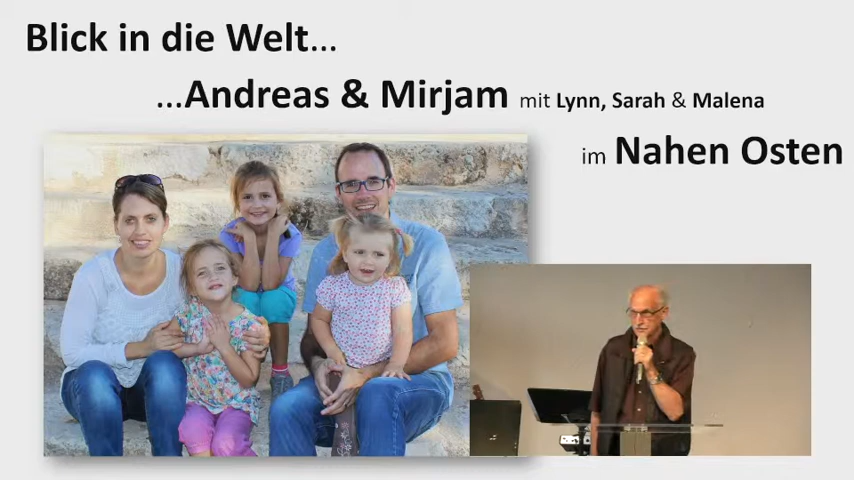 Blick in die Welt...
...Andreas & Mirjam mit Lynn, Sarah & Malena
im Nahen Osten